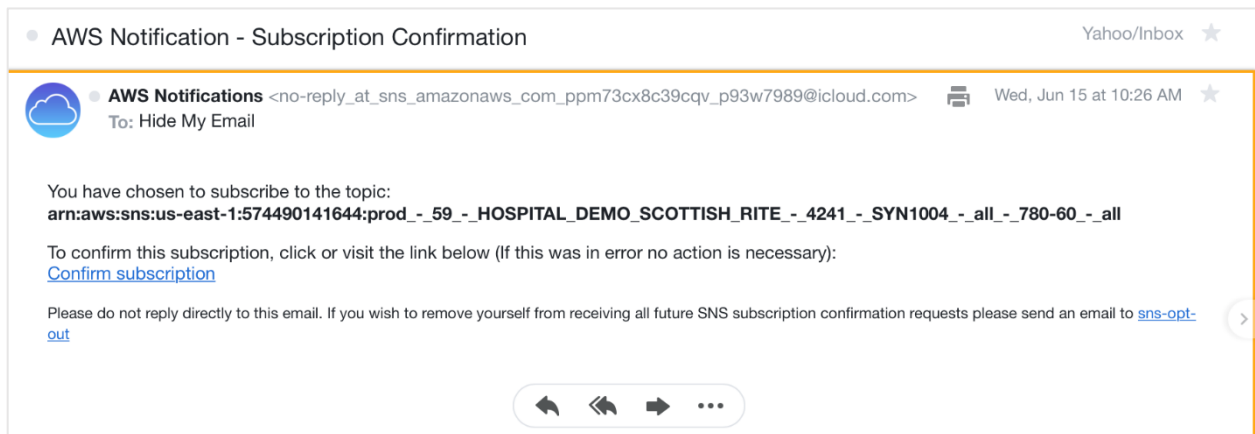 AWS Notification - Subscription Confirmation
Yahoo/Inbox
AWS Notifications <no-reply_at_sns_amazonaws_com_ppm73cx8c39cqv_p93w7989@icloud.com>
Wed, Jun 15 at 10:26 AM
To: Hide My Email
You have chosen to subscribe to the topic:
arn:aws:sns:us-east-1:574490141644:prod_-_59_-_HOSPITAL_DEMO_SCOTTISH_RITE_-_4241_-_SYN1004_-_all_-_780-60_-_all
To confirm this subscription, click or visit the link below (If this was in error no action is necessary):
Confirm subscription
Please do not reply directly to this email. If you wish to remove yourself from receiving all future SNS subscription confirmation requests please send an email to sns-opt-
out